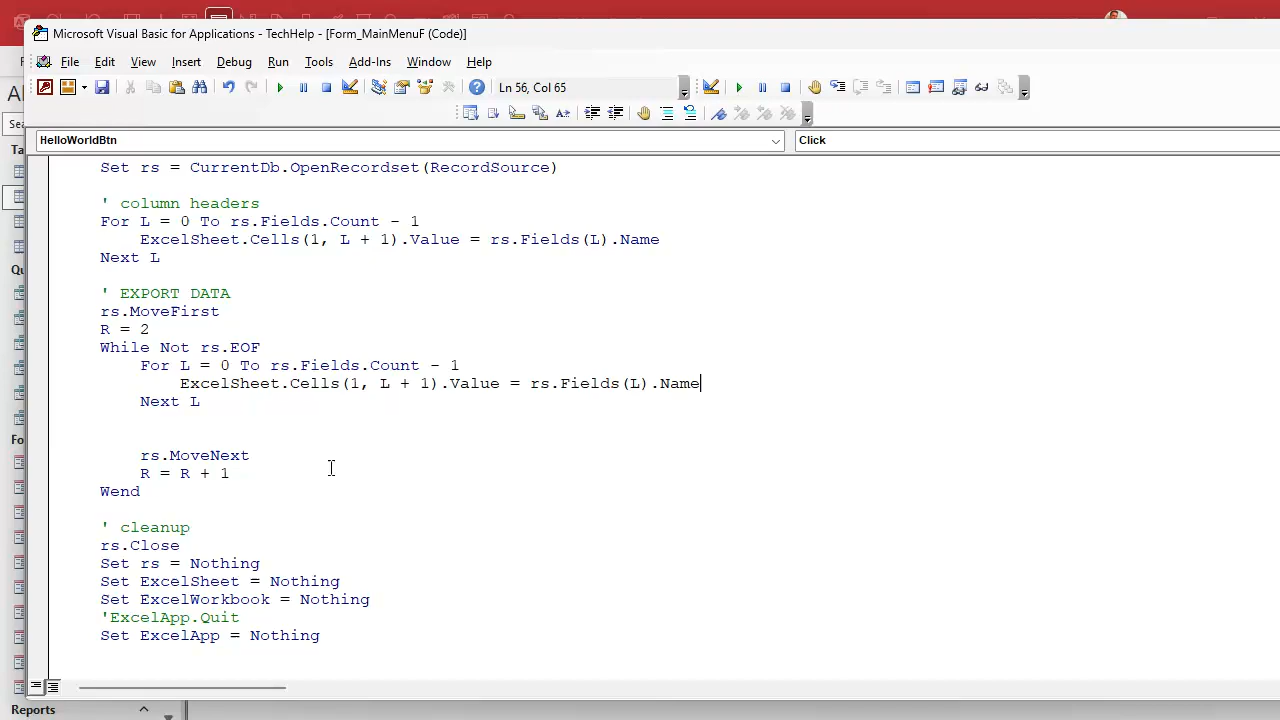 Microsoft Visual Basic for Applications - TechHelp - [Form_MainMenuF (Code)]
File Edit View Insert Debug Run Tools Add-Ins Window Help
Ln 56, Col 65
HelloWorldBtn
Click
Set rs = CurrentDb.OpenRecordset(RecordSource)
' column headers
For L = 0 To rs.Fields.Count - 1
ExcelSheet.Cells(1, L + 1).Value = rs.Fields(L).Name
Next L
' EXPORT DATA
rs.MoveFirst
R = 2
While Not rs.EOF
For L = 0 To rs.Fields.Count - 1
ExcelSheet.Cells(1, L + 1).Value = rs.Fields(L).Name
Next L
rs.MoveNext
R = R + 1
Wend
' cleanup
rs.Close
Set rs = Nothing
Set ExcelSheet = Nothing
Set ExcelWorkbook = Nothing
'ExcelApp.Quit
Set ExcelApp = Nothing
Reports